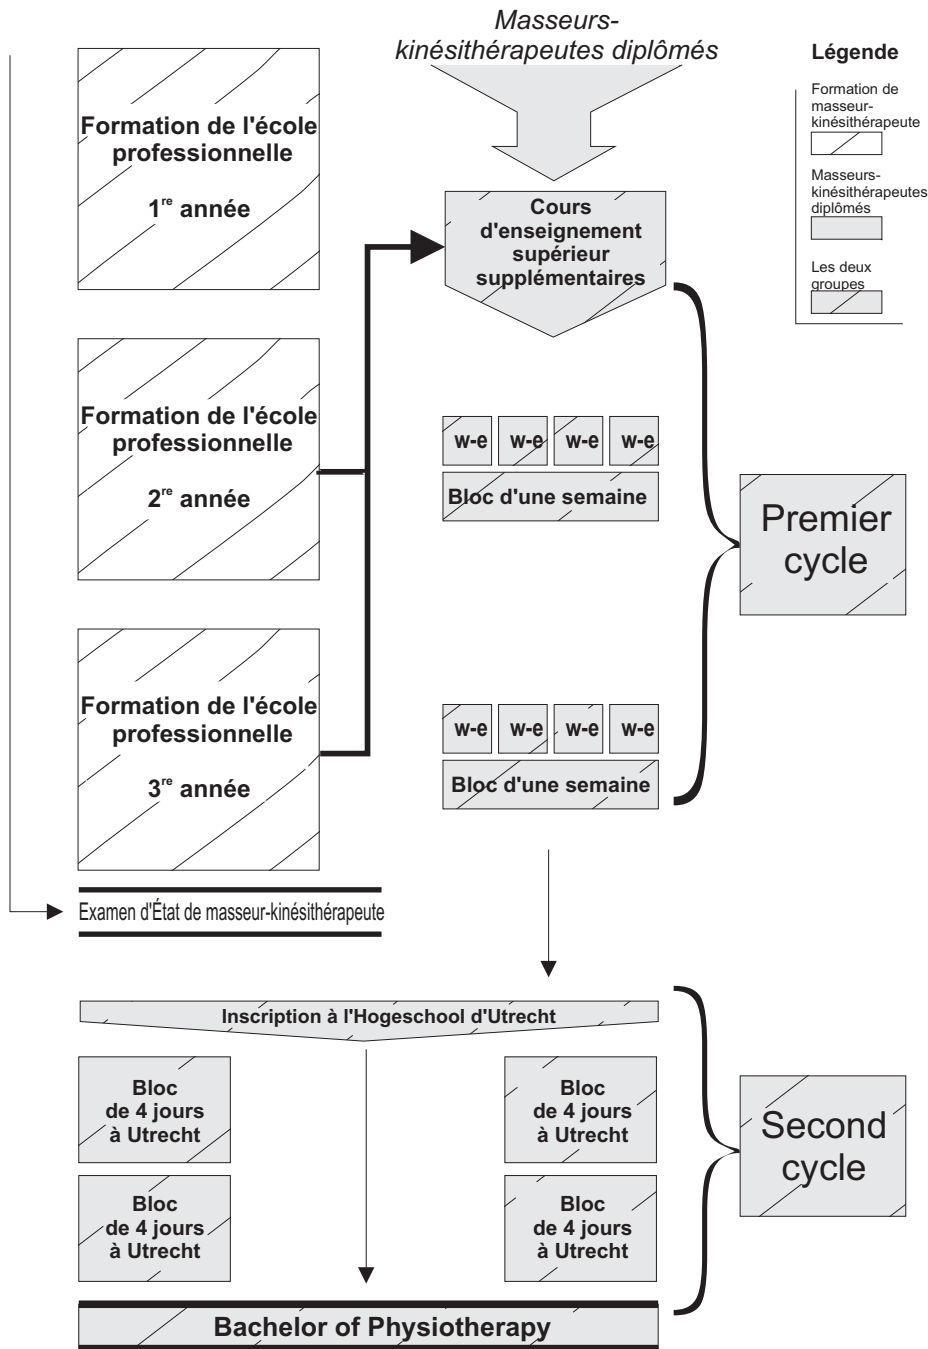 Masseurs-
kinésithérapeutes diplômés
Légende
Formation de
masseur-
kinésithérapeute
Masseurs-
kinésithérapeutes
diplômés
Les deux
groupes
Formation de l'école
professionnelle
1re année
Cours
d'enseignement
supérieur
supplémentaires
Formation de l'école
professionnelle
2re année
w-e w-e w-e w-e
Bloc d'une semaine
Premier
cycle
Formation de l'école
professionnelle
3re année
w-e w-e w-e w-e
Bloc d'une semaine
Examen d'État de masseur-kinésithérapeute
Inscription à l'Hogeschool d'Utrecht
Bloc
de 4 jours
à Utrecht
Bloc
de 4 jours
à Utrecht
Second
cycle
Bloc
de 4 jours
à Utrecht
Bloc
de 4 jours
à Utrecht
Bachelor of Physiotherapy